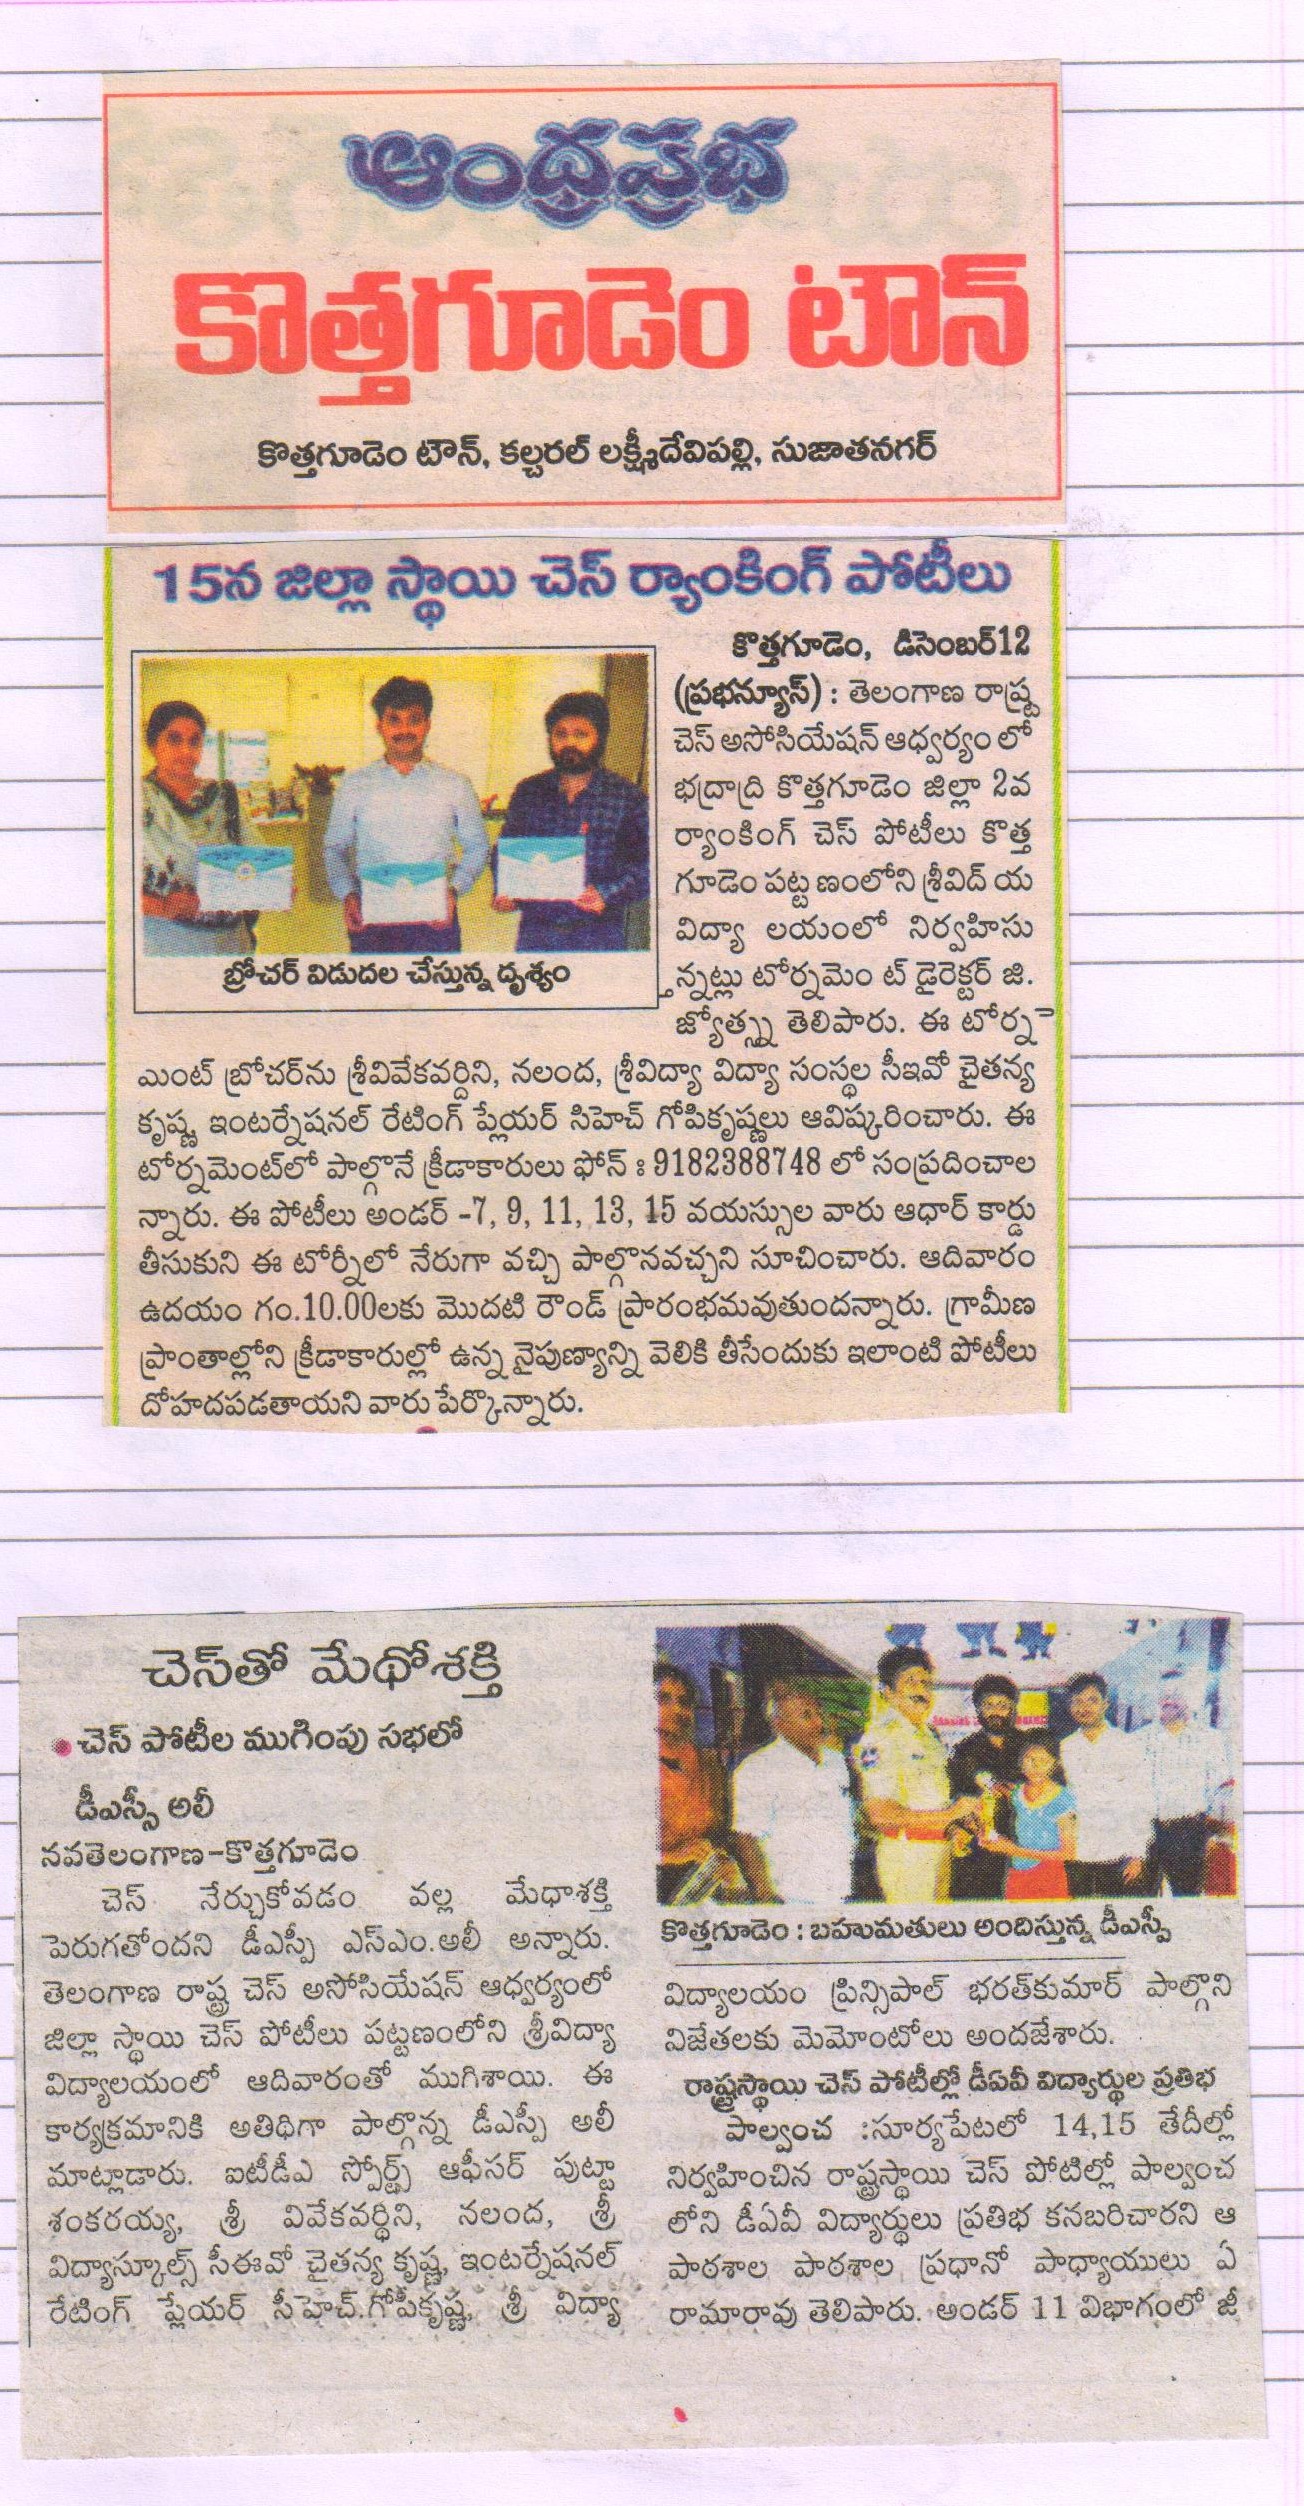 ఆంధ్రప్రభ
కొత్తగూడెం టౌన్
కొత్తగూడెం టౌన్, కల్చరల్ లక్ష్మీదేవిపల్లి, సుజాతనగర్
15న జిల్లా స్థాయి చెస్ ర్యాంకింగ్ పోటీలు
బ్రోచర్ విడుదల చేస్తున్న దృశ్యం
కొత్తగూడెం, డిసెంబర్12
(ప్రభన్యూస్) : తెలంగాణ రాష్ట్ర
చెస్ అసోసియేషన్ ఆధ్వర్యం లో
భద్రాద్రి కొత్తగూడెం జిల్లా 2వ
ర్యాంకింగ్ చెస్ పోటీలు కొత్త
గూడెం పట్ట ణంలోని శ్రీవిద్ య
విద్యా లయంలో నిర్వహిసు
్తన్నట్లు టోర్నమెం ట్ డైరెక్టర్ జి.
జ్యోత్స్న తెలిపారు. ఈ టోర్న
ఎంట్ బ్రోచర్‌ను శ్రీవివేకవర్దిని, నలంద, శ్రీవిద్యా విద్యా సంస్థల సీఇవో చైతన్య
కృష్ణ ఇంటర్నేషనల్ రేటింగ్ ప్లేయర్ సిహెచ్ గోపికృష్ణలు ఆవిష్కరించారు. ఈ
టోర్నమెంట్‌లో పాల్గొనే క్రీడాకారులు ఫోన్ : 9182388748 లో సంప్రదించాల
న్నారు. ఈ పోటీలు అండర్ -7, 9, 11, 13, 15 వయస్సుల వారు ఆధార్ కార్డు
తీసుకుని ఈ టోర్నీలో నేరుగా వచ్చి పాల్గొనవచ్చని సూచించారు. ఆదివారం
ఉదయం గం.10.00లకు మొదటి రౌండ్ ప్రారంభమవుతుందన్నారు. గ్రామీణ
ప్రాంతాల్లోని క్రీడాకారుల్లో ఉన్న నైపుణ్యాన్ని వెలికి తీసేందుకు ఇలాంటి పోటీలు
దోహదపడతాయని వారు పేర్కొన్నారు.
చెస్‌తో మేథోశక్తి
చెస్ పోటీల ముగింపు సభలో
డీఎస్పీ అలీ
నవతెలంగాణ-కొత్తగూడెం
చెస్ నేర్చుకోవడం వల్ల మేధాశక్తి
పెరుగతోందని డీఎస్పీ ఎస్ఎం.అలీ అన్నారు.
తెలంగాణ రాష్ట్ర చెస్ అసోసియేషన్ ఆధ్వర్యంలో
జిల్లా స్థాయి చెస్ పోటీలు పట్టణంలోని శ్రీవిద్యా
విద్యాలయంలో ఆదివారంతో ముగిశాయి. ఈ
కార్యక్రమానికి అతిథిగా పాల్గొన్న డీఎస్పీ అలీ
మాట్లాడారు. ఐటీడీఎ స్పోర్ట్స్ ఆఫీసర్ పుట్టా
శంకరయ్య, శ్రీ వివేకవర్థిని, నలంద, శ్రీ
విద్యాస్కూల్స్ సీఈవో చైతన్య కృష్ణ, ఇంటర్నేషనల్
రేటింగ్ ప్లేయర్ సీహెచ్.గోపీకృష్ణ, శ్రీ విద్యా
కొత్తగూడెం : బహుమతులు అందిస్తున్న డీఎస్పీ
విద్యాలయం ప్రిన్సిపాల్ భరత్‌కుమార్ పాల్గొని
నిజేతలకు మెమోంటోలు అందజేశారు.
రాష్ట్రస్థాయి చెస్ పోటీల్లో డీఏవీ విద్యార్థుల ప్రతిభ
పాల్వంచ :సూర్యపేటలో 14,15 తేదీల్లో
నిర్వహించిన రాష్ట్రస్థాయి చెస్ పోటిల్లో పాల్వంచ
లోని డీఏవీ విద్యార్థులు ప్రతిభ కనబరిచారని ఆ
పాఠశాల పాఠశాల ప్రధానో పాధ్యాయులు ఏ
రామారావు తెలిపారు. అండర్ 11 విభాగంలో జీ